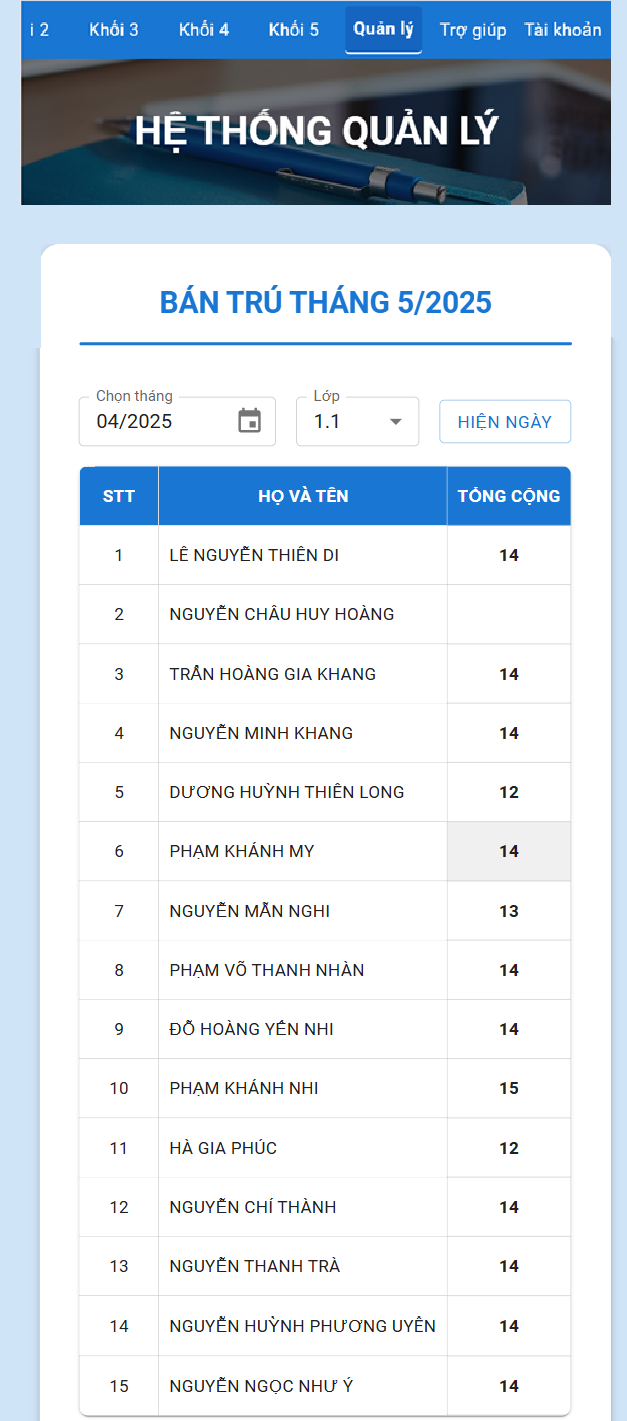 i 2 Khối 3 Khối 4 Khối 5 Quản lý Trợ giúp Tài khoản
HỆ THỐNG QUẢN LÝ
BÁN TRÚ THÁNG 5/2025
Chọn tháng Lớp
04/2025 1.1 HIỆN NGÀY
STT HỌ VÀ TÊN TỔNG CỘNG
1 LÊ NGUYỄN THIÊN DI 14
2 NGUYỄN CHÂU HUY HOÀNG
3 TRẦN HOÀNG GIA KHANG 14
4 NGUYỄN MINH KHANG 14
5 DƯƠNG HUỲNH THIÊN LONG 12
6 PHẠM KHÁNH MY 14
7 NGUYỄN MẪN NGHI 13
8 PHẠM VÕ THANH NHÀN 14
9 ĐỖ HOÀNG YẾN NHI 14
10 PHẠM KHÁNH NHI 15
11 HÀ GIA PHÚC 12
12 NGUYỄN CHÍ THÀNH 14
13 NGUYỄN THANH TRÀ 14
14 NGUYỄN HUỲNH PHƯƠNG UYÊN 14
15 NGUYỄN NGỌC NHƯ Ý 14